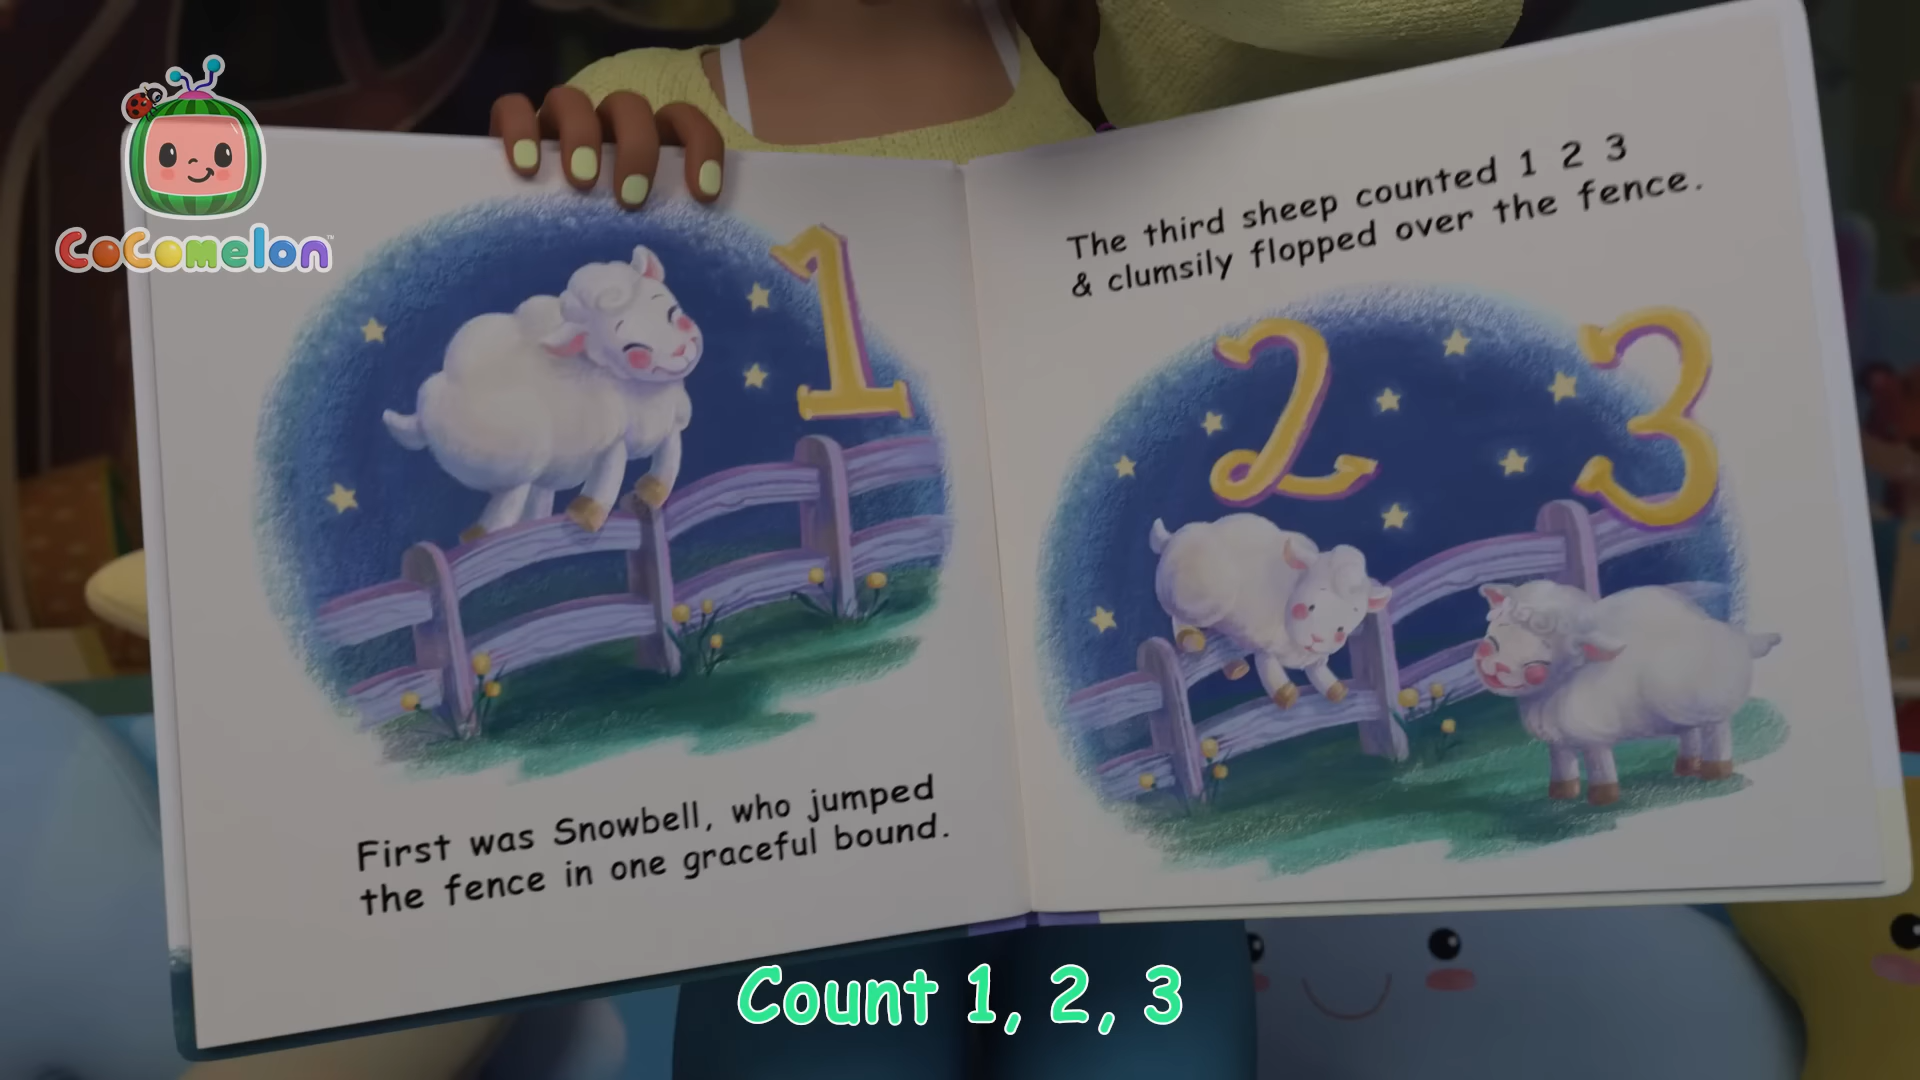 CoCoMelon™
1
First was Snowbell, who jumped
the fence in one graceful bound.
The third sheep counted 1 2 3
& clumsily flopped over the fence.
2 3
Count 1, 2, 3